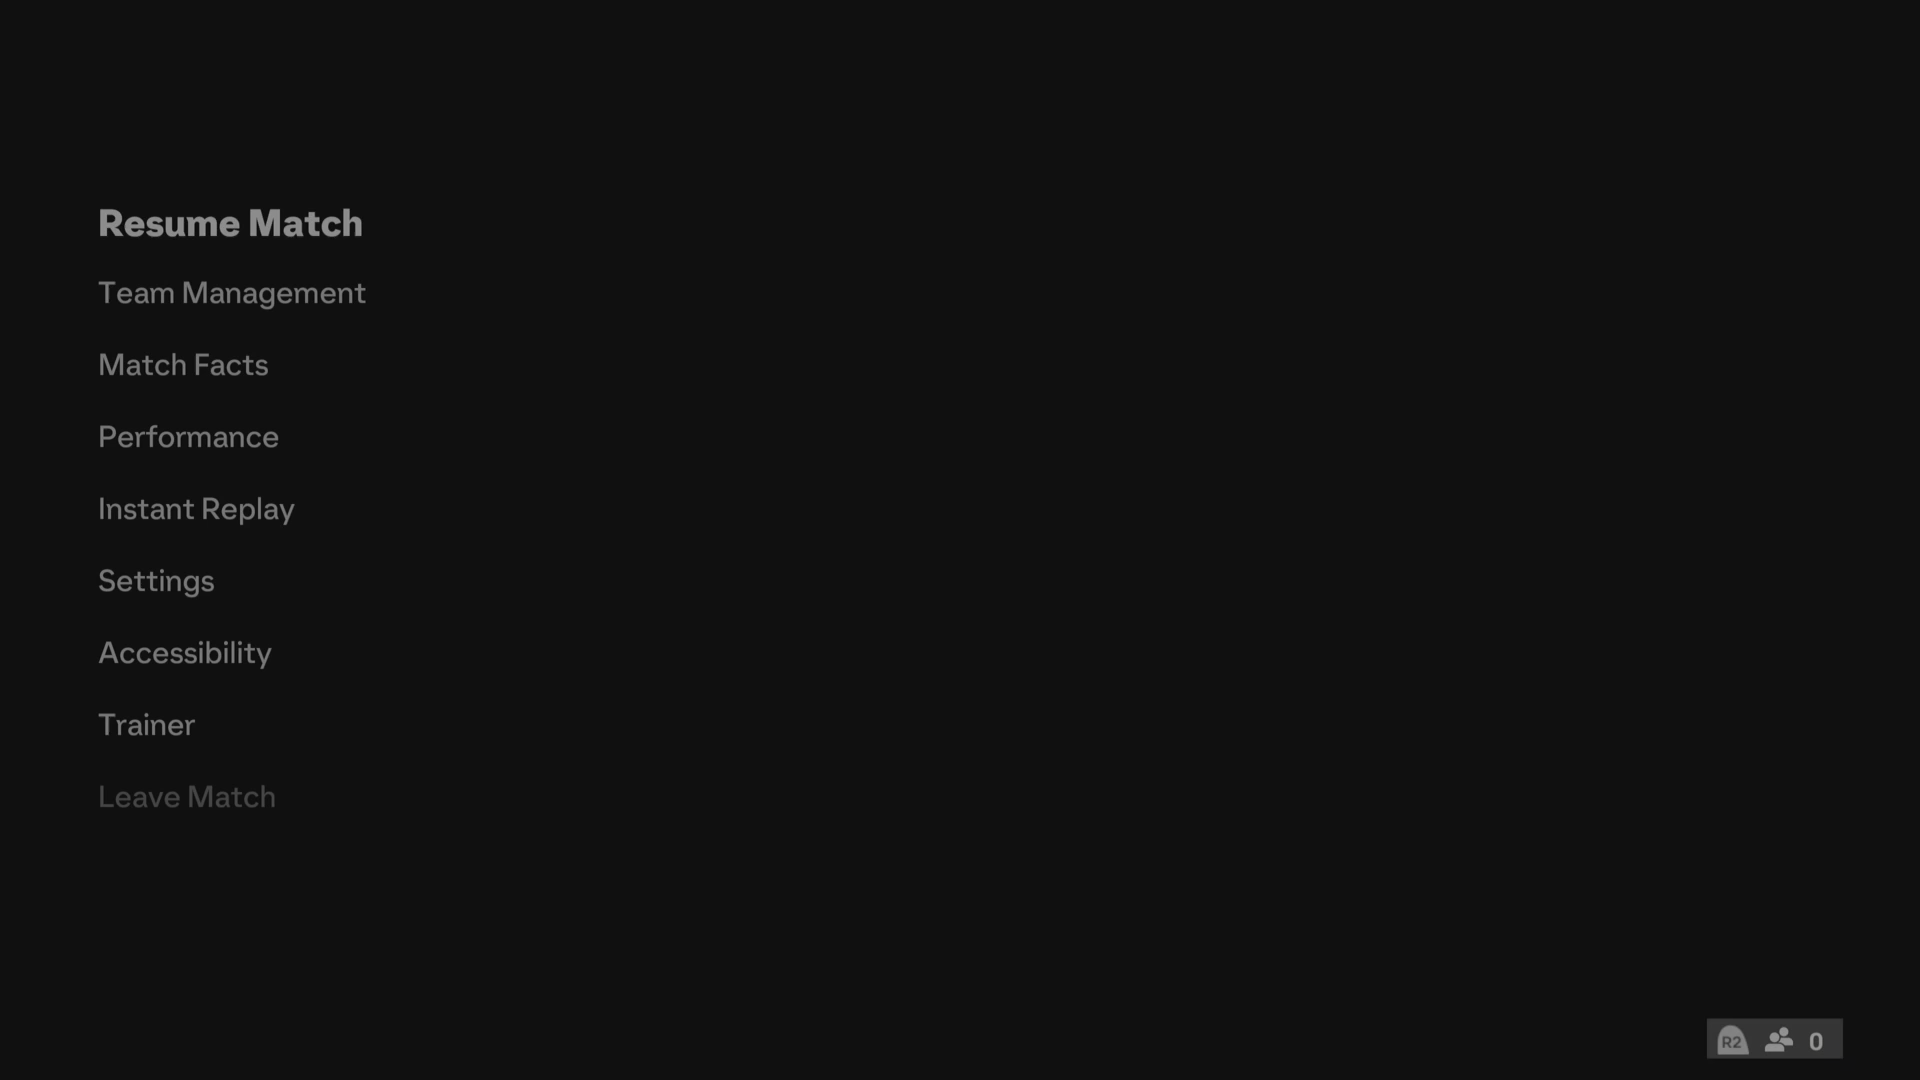 Resume Match
Team Management
Match Facts
Performance
Instant Replay
Settings
Accessibility
Trainer
Leave Match
R2 0